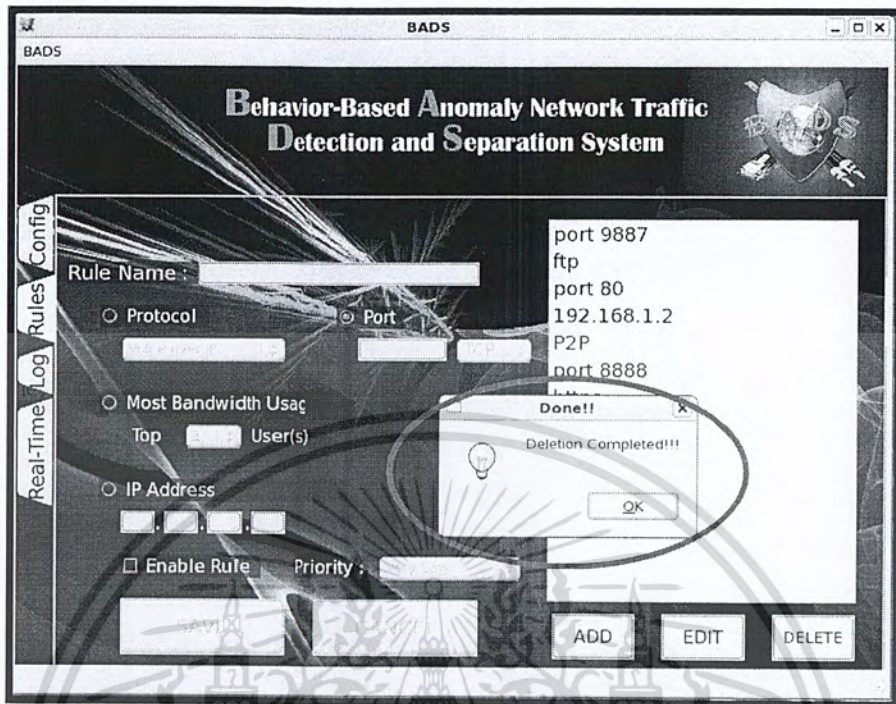 BADS
BADS
Behavior-Based Anomaly Network Traffic
Detection and Separation System
BADS
Config
Rules
Log
Real-Time
Rule Name :
Protocol
Port
TCP
Most Bandwidth Usag
Top
User(s)
IP Address
. . .
Enable Rule
Priority :
port 9887
ftp
port 80
192.168.1.2
P2P
port 8888
Done!!
Deletion Completed!!!
OK
ADD
EDIT
DELETE